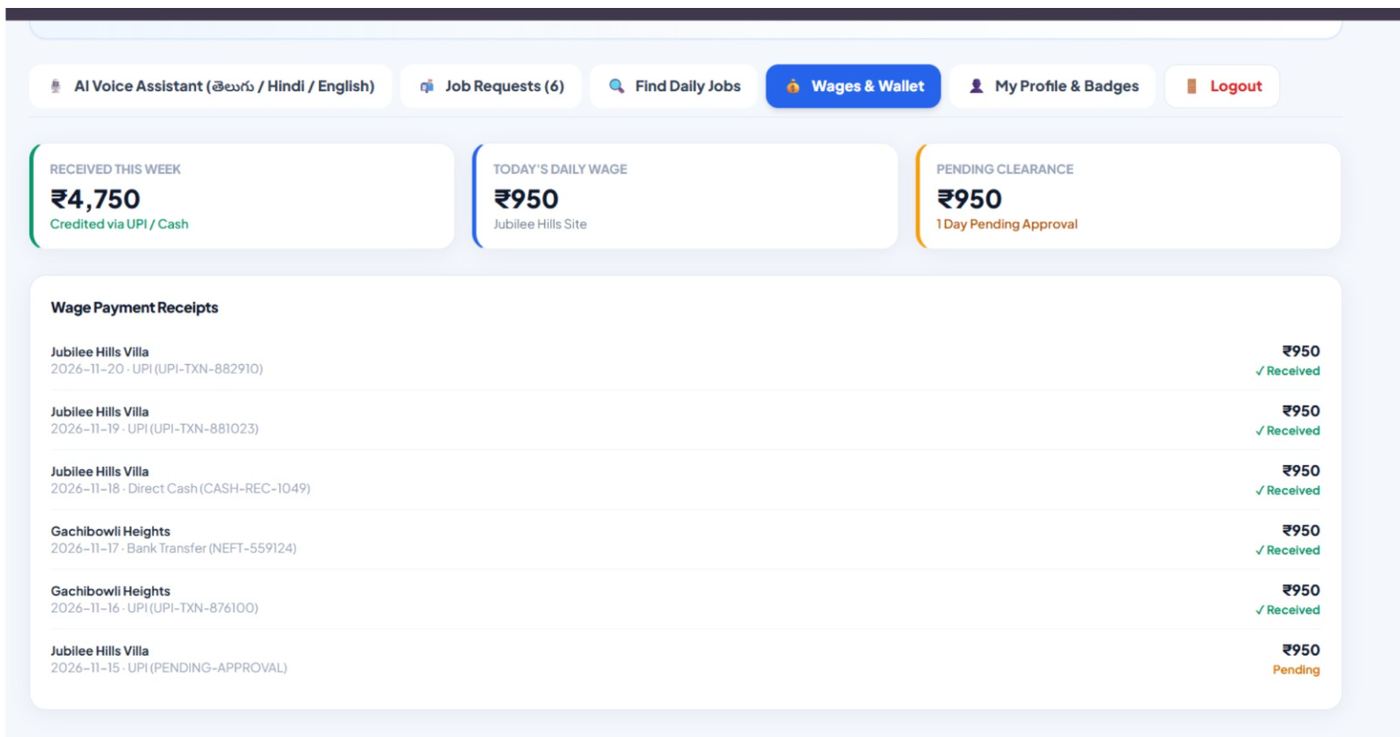 AI Voice Assistant (తెలుగు / Hindi / English) Job Requests (6) Find Daily Jobs Wages & Wallet My Profile & Badges Logout
RECEIVED THIS WEEK
₹4,750
Credited via UPI / Cash
TODAY'S DAILY WAGE
₹950
Jubilee Hills Site
PENDING CLEARANCE
₹950
1 Day Pending Approval
Wage Payment Receipts
Jubilee Hills Villa ₹950
2026-11-20 · UPI (UPI-TXN-882910) ✓ Received
Jubilee Hills Villa ₹950
2026-11-19 · UPI (UPI-TXN-881023) ✓ Received
Jubilee Hills Villa ₹950
2026-11-18 · Direct Cash (CASH-REC-1049) ✓ Received
Gachibowli Heights ₹950
2026-11-17 · Bank Transfer (NEFT-559124) ✓ Received
Gachibowli Heights ₹950
2026-11-16 · UPI (UPI-TXN-876100) ✓ Received
Jubilee Hills Villa ₹950
2026-11-15 · UPI (PENDING-APPROVAL) Pending